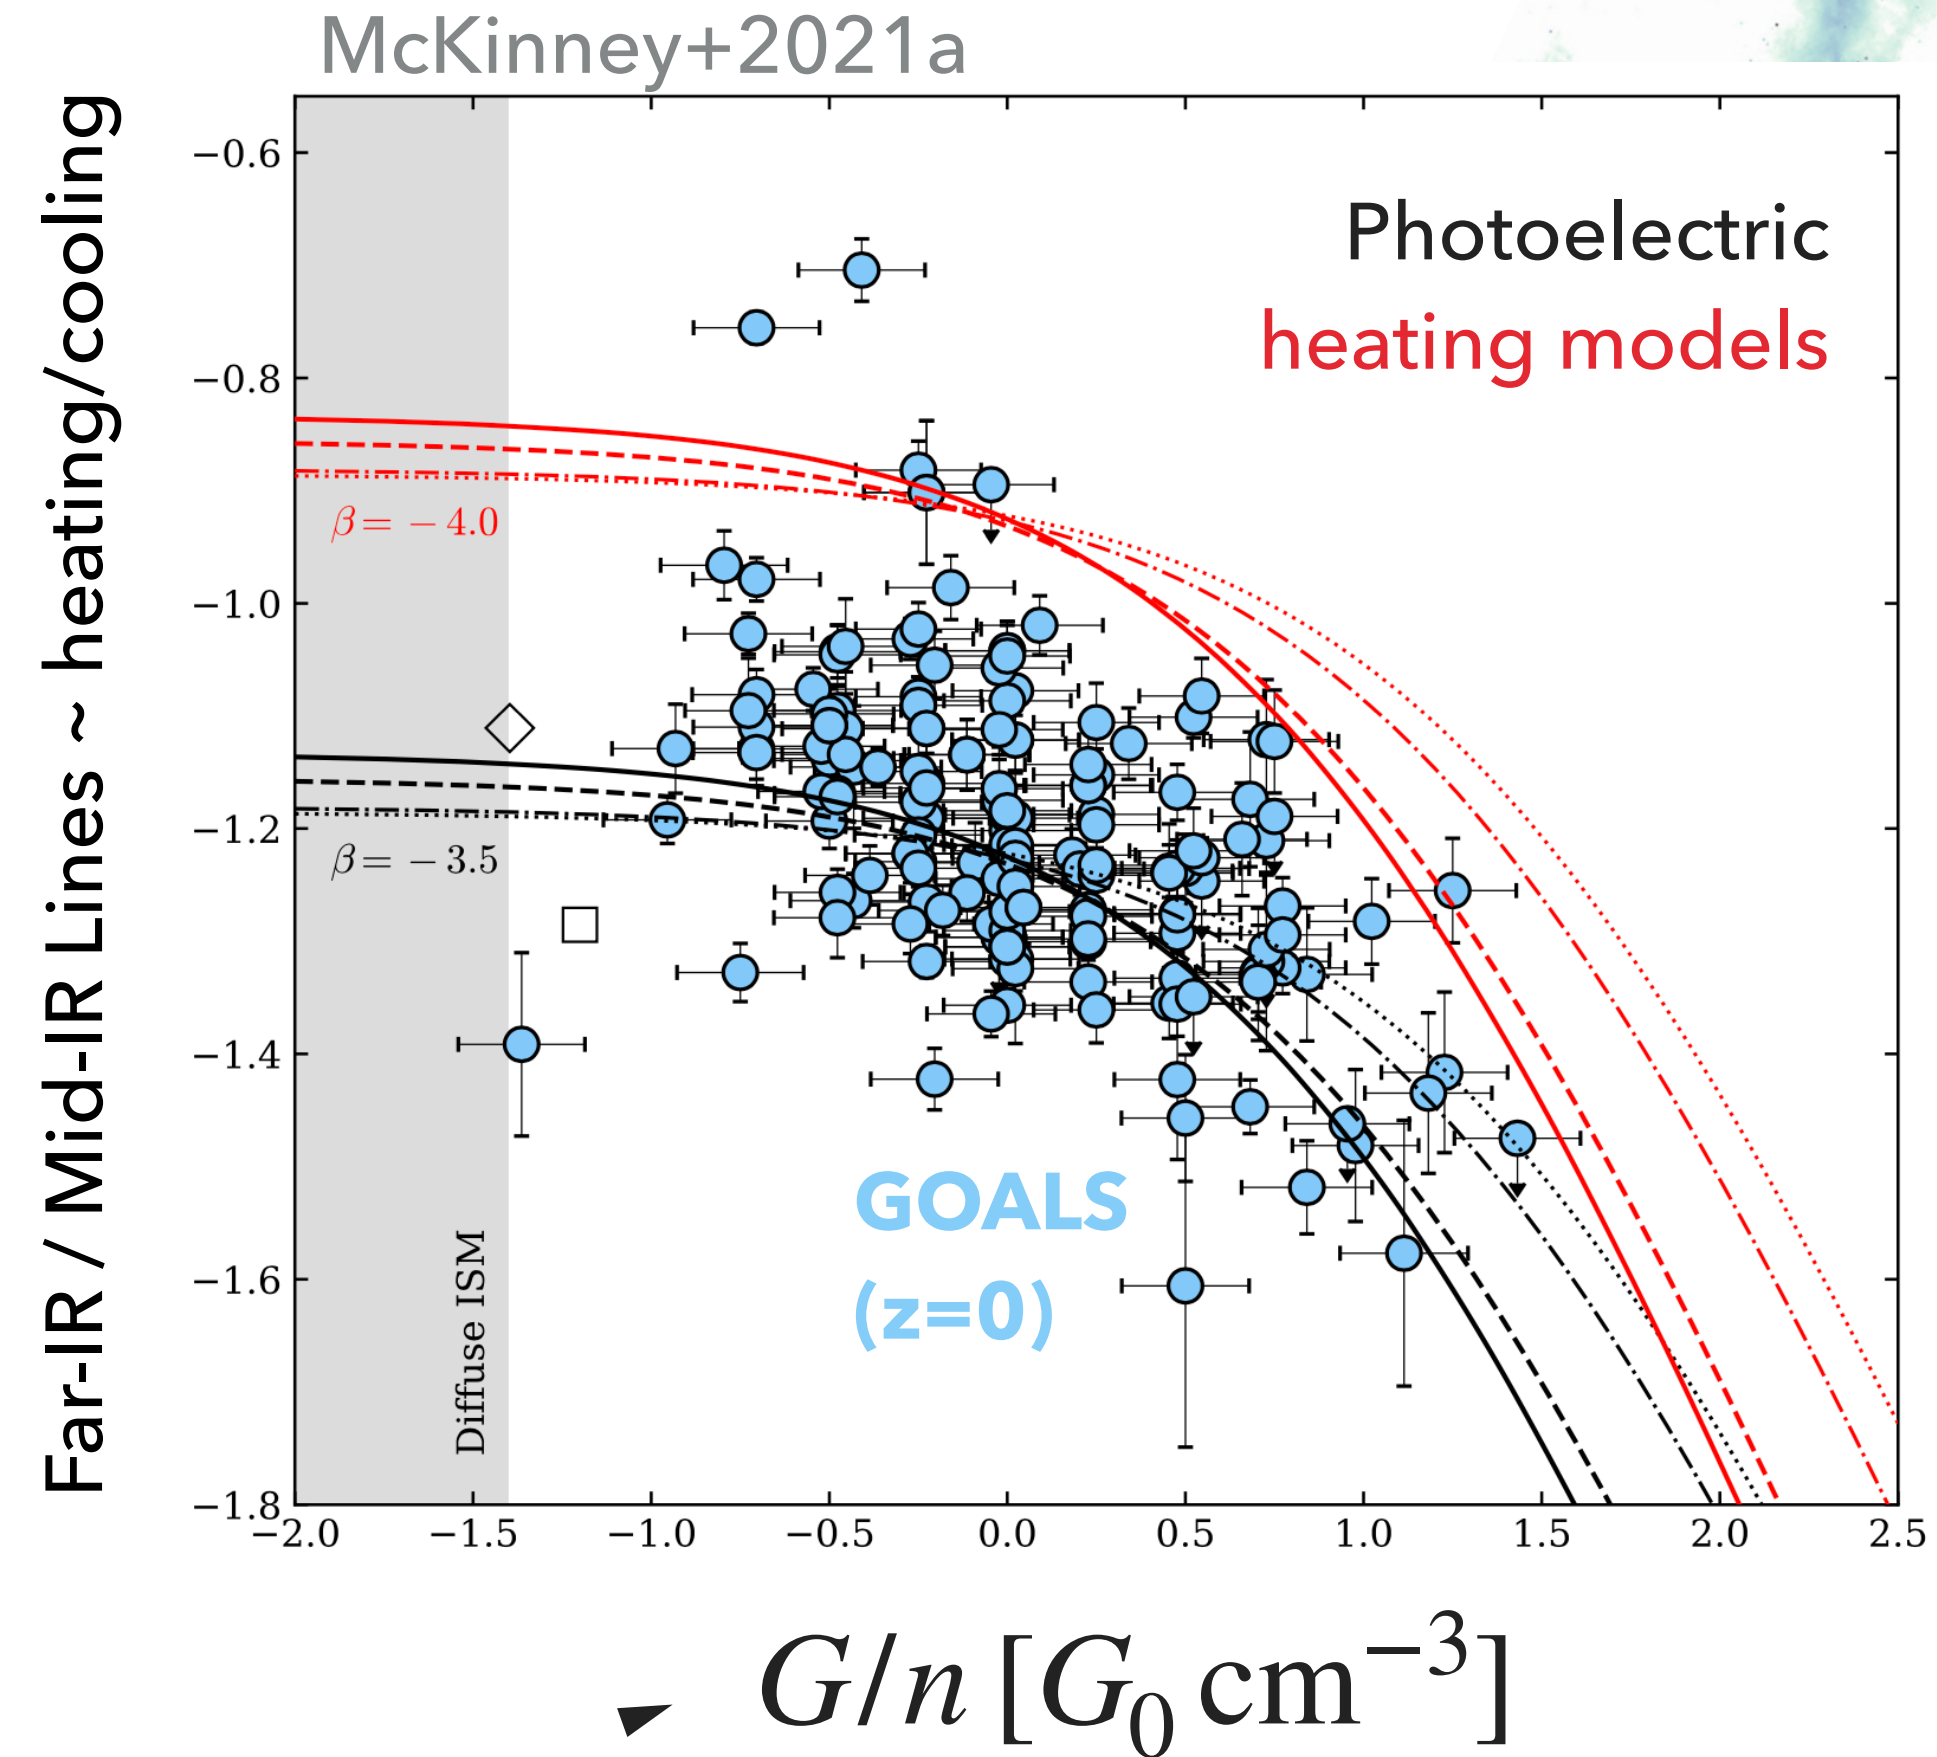 McKinney+2021a
Far-IR / Mid-IR Lines ~ heating/cooling
−0.6
−0.8
−1.0
−1.2
−1.4
−1.6
−1.8
Photoelectric
heating models
β = − 4.0
β = − 3.5
Diffuse ISM
GOALS
(z=0)
−2.0 −1.5 −1.0 −0.5 0.0 0.5 1.0 1.5 2.0 2.5
G/n [G₀ cm⁻³]